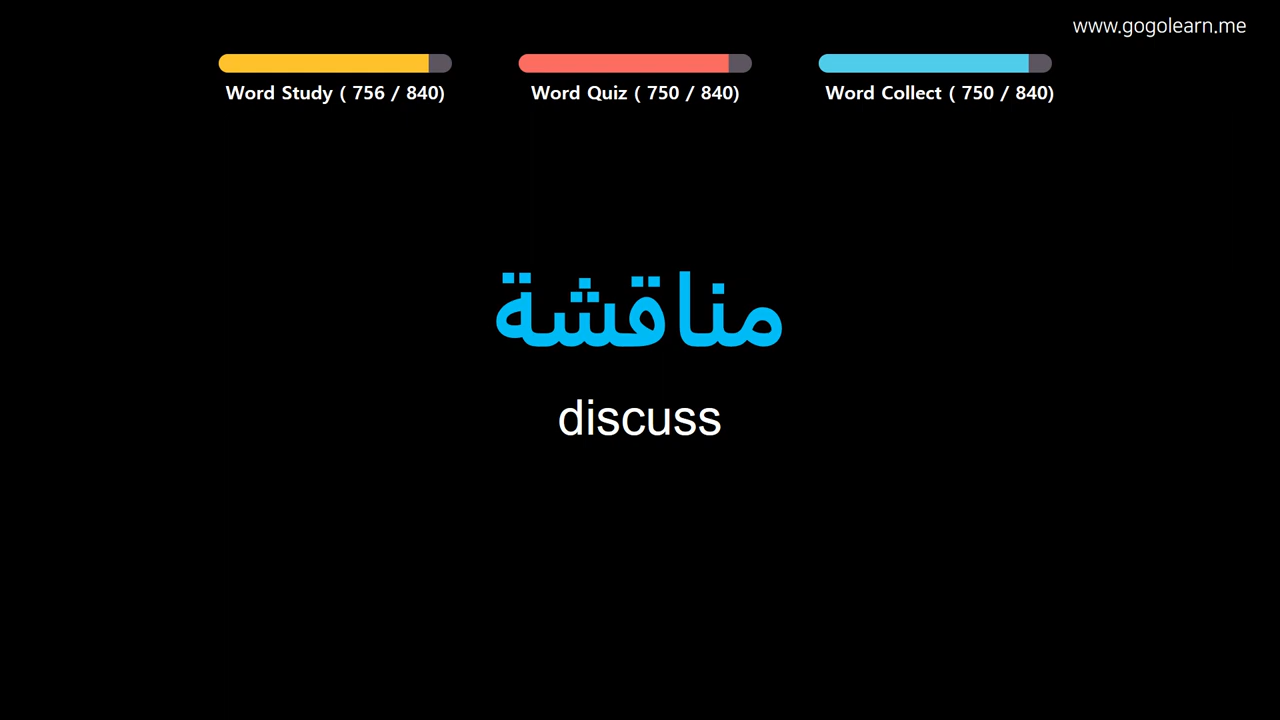 www.gogolearn.me
Word Study ( 756 / 840)
Word Quiz ( 750 / 840)
Word Collect ( 750 / 840)
مناقشة
discuss